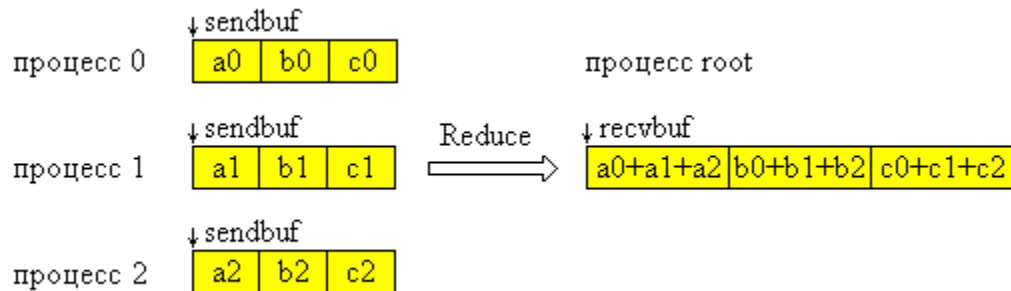 ↓sendbuf
процесс 0 a0 b0 c0 процесс root
↓sendbuf Reduce ↓recvbuf
процесс 1 a1 b1 c1 a0+a1+a2 b0+b1+b2 c0+c1+c2
↓sendbuf
процесс 2 a2 b2 c2